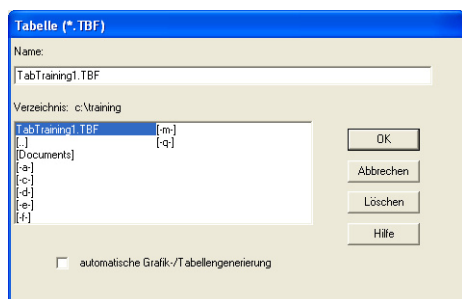 Tabelle (*.TBF)
Name:
TabTraining1.TBF
Verzeichnis: c:\training
TabTraining1.TBF [-m-]
[..] [-q-]
[Documents]
[-a-]
[-c-]
[-d-]
[-e-]
[-f-]
OK
Abbrechen
Löschen
Hilfe
automatische Grafik-/Tabellengenerierung